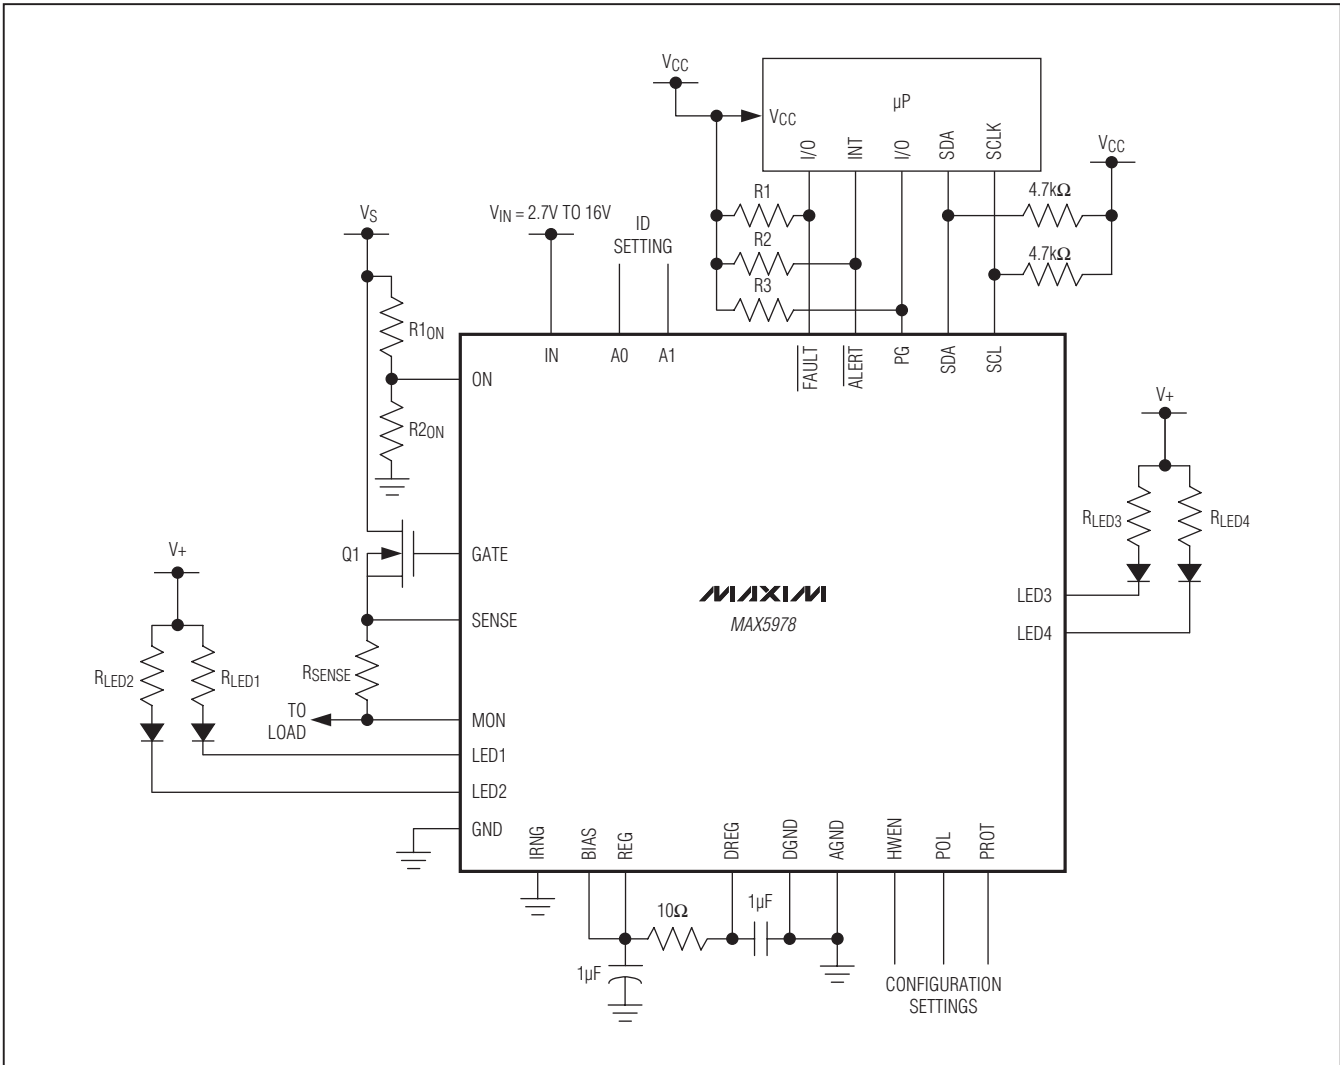 VCC
µP
VCC
I/O
INT
I/O
SDA
SCLK
VCC
R1
R2
R3
4.7kΩ
4.7kΩ
VS
VIN = 2.7V TO 16V
ID
SETTING
R1ON
R2ON
IN
A0
A1
FAULT
ALERT
PG
SDA
SCL
ON
V+
RLED3
RLED4
Q1
GATE
V+
MAXIM
MAX5978
LED3
LED4
SENSE
RLED2
RLED1
RSENSE
TO
LOAD
MON
LED1
LED2
GND
IRNG
BIAS
REG
DREG
DGND
AGND
HWEN
POL
PROT
10Ω
1µF
1µF
CONFIGURATION
SETTINGS